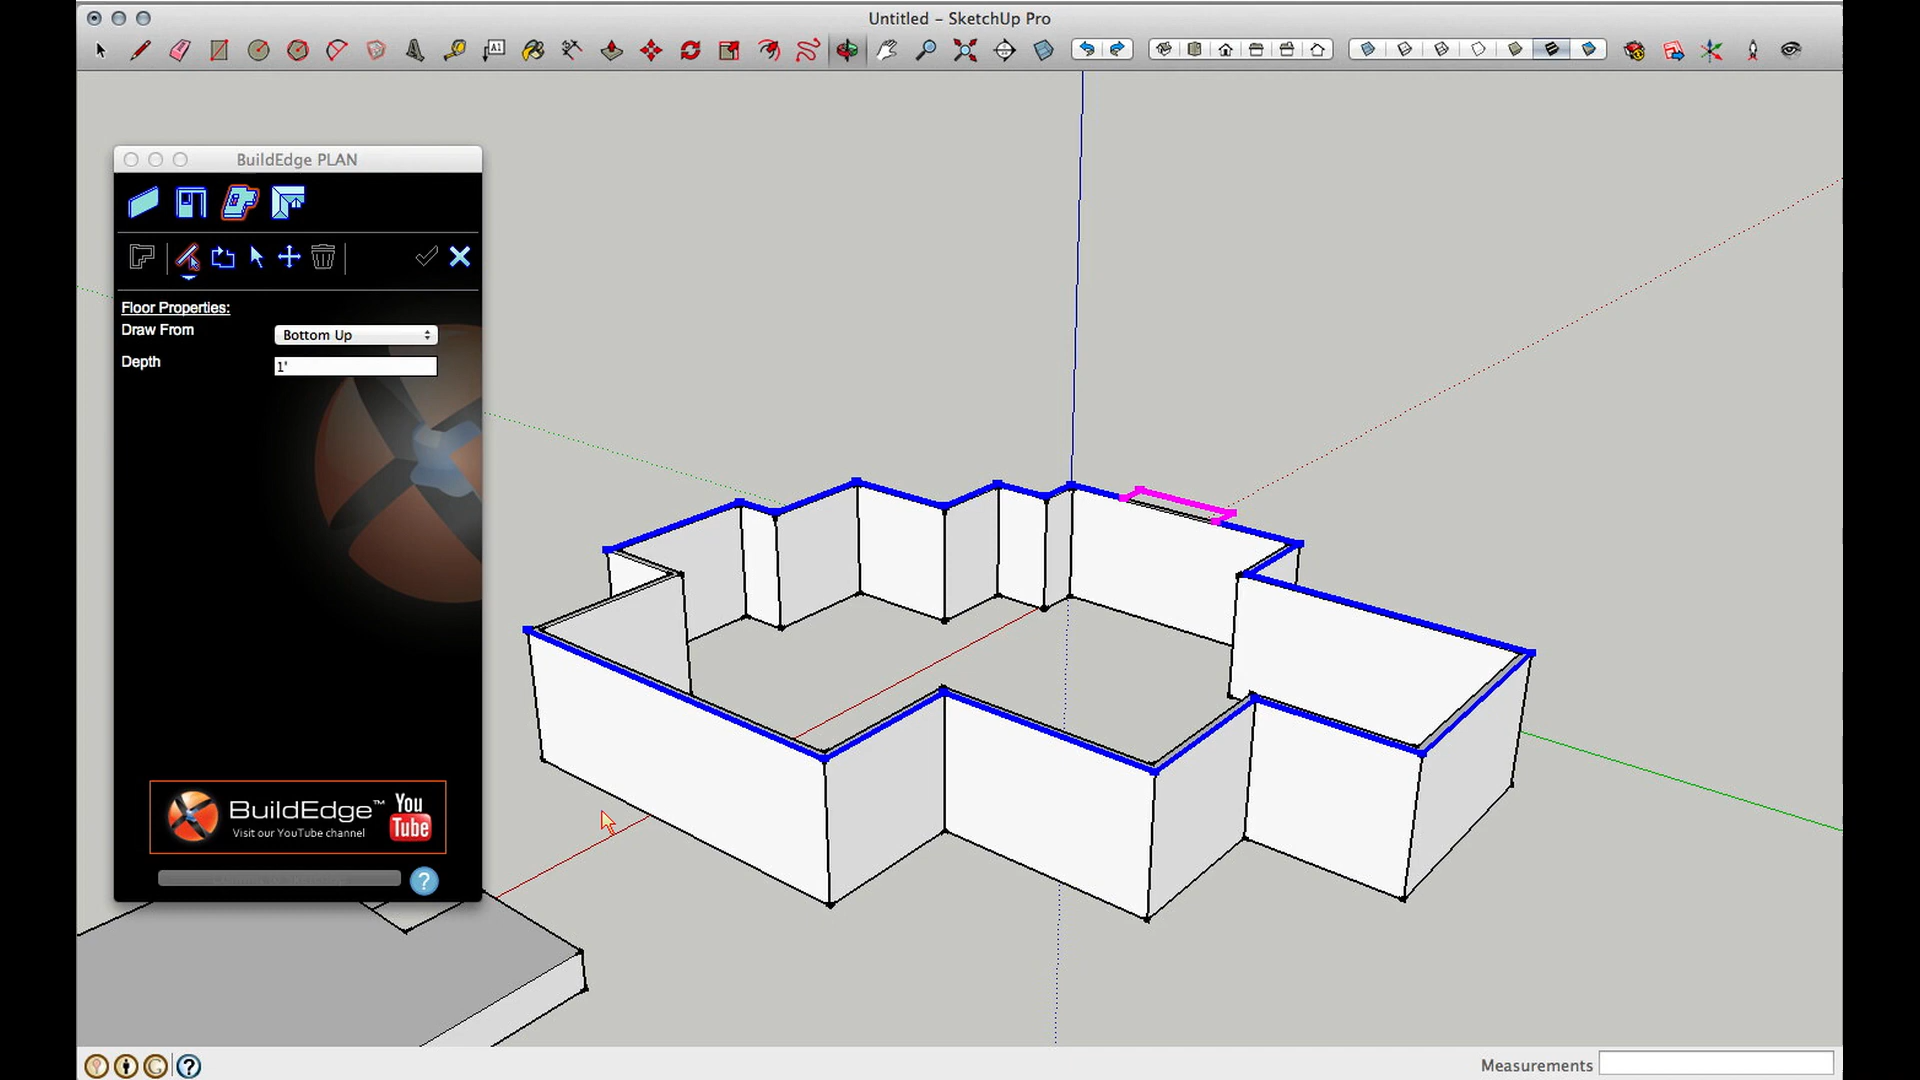 Untitled – SketchUp Pro
A1
BuildEdge PLAN
Floor Properties:
Draw From
Bottom Up
Depth
1'
BuildEdge™
Visit our YouTube channel
You
Tube
?
G
?
Measurements